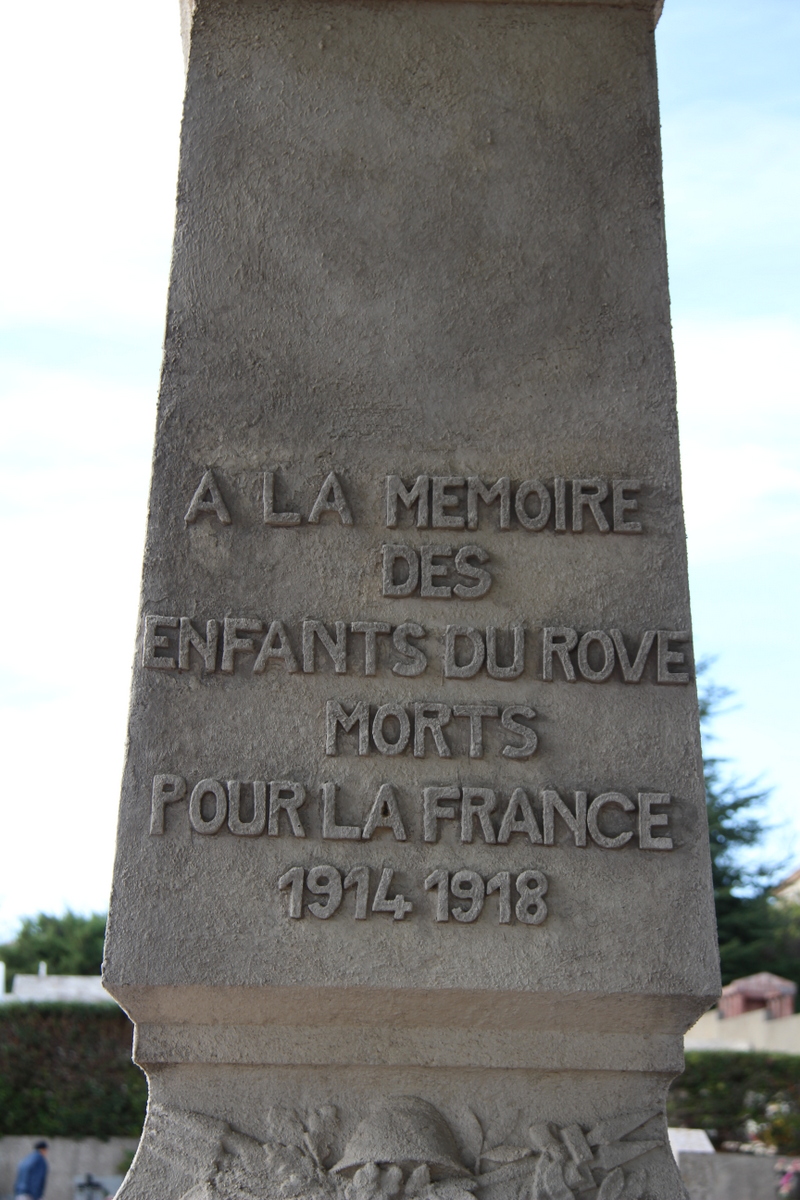 A LA MEMOIRE
DES
ENFANTS DU ROVE
MORTS
POUR LA FRANCE
1914 1918